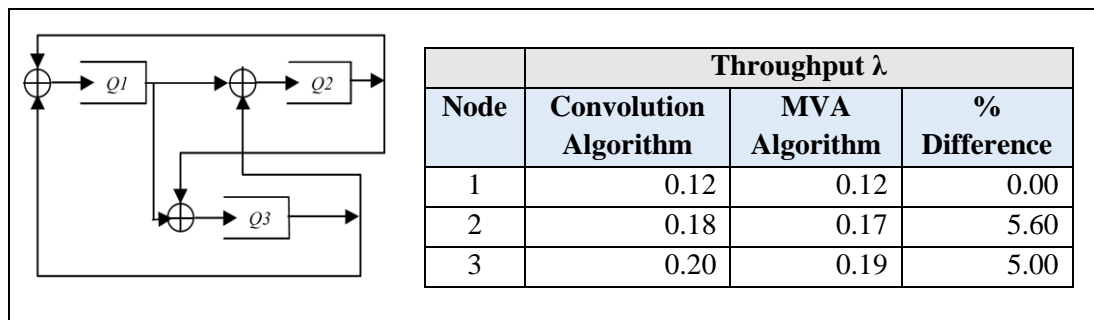 Q1
Q2
Q3
Throughput λ
Node Convolution Algorithm MVA Algorithm % Difference
1 0.12 0.12 0.00
2 0.18 0.17 5.60
3 0.20 0.19 5.00